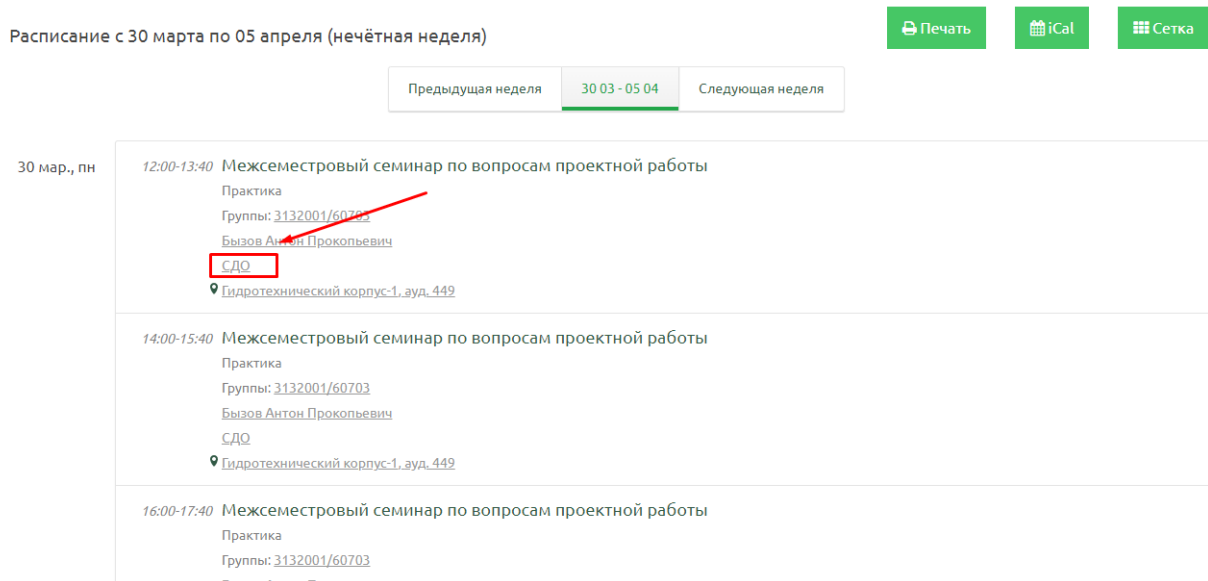 Расписание с 30 марта по 05 апреля (нечётная неделя)
Печать
iCal
Сетка
Предыдущая неделя
30 03 - 05 04
Следующая неделя
30 мар., пн
12:00-13:40 Межсеместровый семинар по вопросам проектной работы
Практика
Группы: 3132001/60703
Бызов Антон Прокопьевич
СДО
Гидротехнический корпус-1, ауд. 449
14:00-15:40 Межсеместровый семинар по вопросам проектной работы
Практика
Группы: 3132001/60703
Бызов Антон Прокопьевич
СДО
Гидротехнический корпус-1, ауд. 449
16:00-17:40 Межсеместровый семинар по вопросам проектной работы
Практика
Группы: 3132001/60703